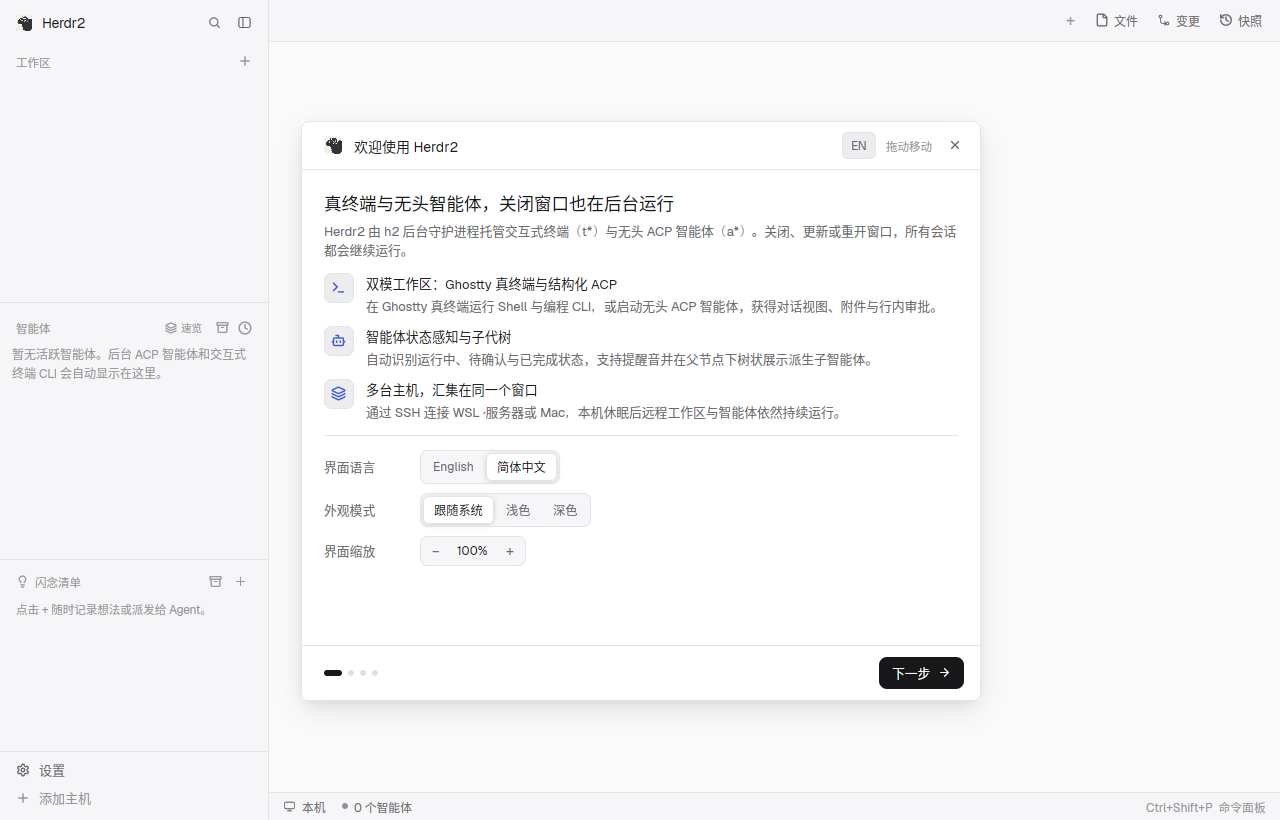 Herdr2
工作区
智能体
速览
暂无活跃智能体。后台 ACP 智能体和交互式
终端 CLI 会自动显示在这里。
闪念清单
点击 + 随时记录想法或派发给 Agent。
设置
添加主机
文件
变更
快照
欢迎使用 Herdr2
EN
拖动移动
真终端与无头智能体，关闭窗口也在后台运行
Herdr2 由 h2 后台守护进程托管交互式终端（t*）与无头 ACP 智能体（a*）。关闭、更新或重开窗口，所有会话
都会继续运行。
双模工作区：Ghostty 真终端与结构化 ACP
在 Ghostty 真终端运行 Shell 与编程 CLI，或启动无头 ACP 智能体，获得对话视图、附件与行内审批。
智能体状态感知与子代树
自动识别运行中、待确认与已完成状态，支持提醒音并在父节点下树状展示派生子智能体。
多台主机，汇集在同一个窗口
通过 SSH 连接 WSL ·服务器或 Mac，本机休眠后远程工作区与智能体依然持续运行。
界面语言
English
简体中文
外观模式
跟随系统
浅色
深色
界面缩放
− 100% +
下一步
本机
0 个智能体
Ctrl+Shift+P 命令面板